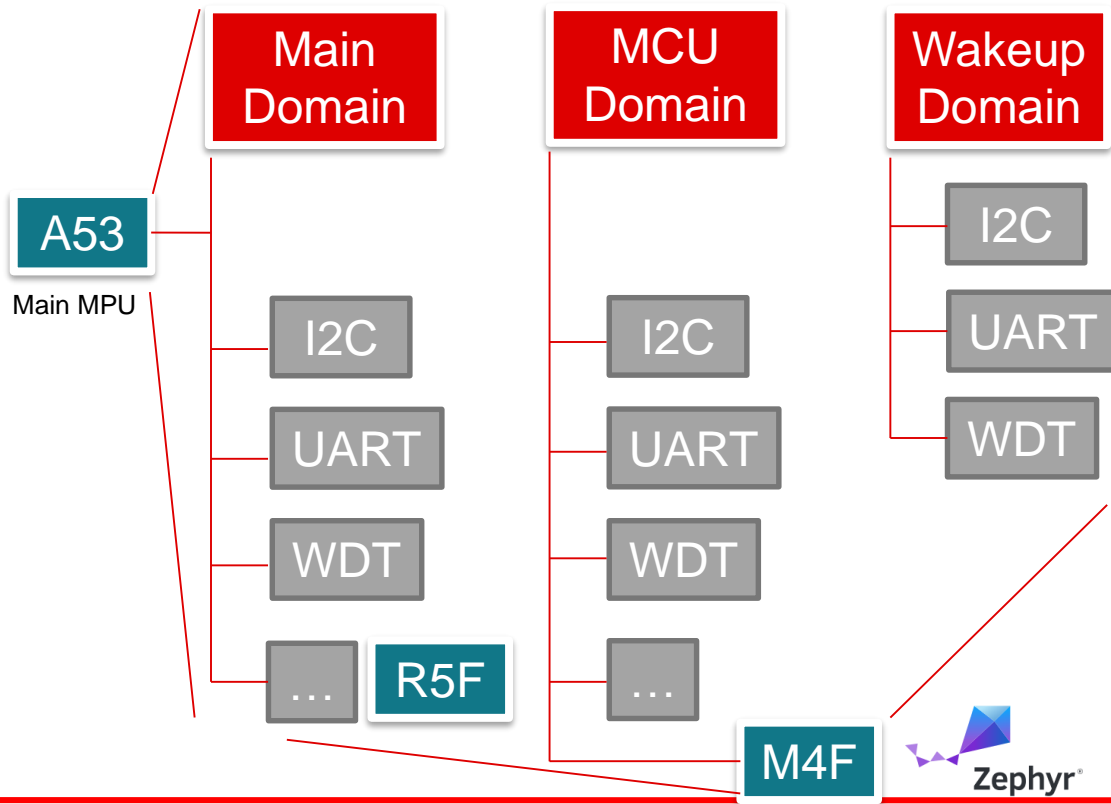 Main
Domain
MCU
Domain
Wakeup
Domain
A53
Main MPU
I2C
UART
WDT
...
R5F
I2C
UART
WDT
...
M4F
I2C
UART
WDT
Zephyr®